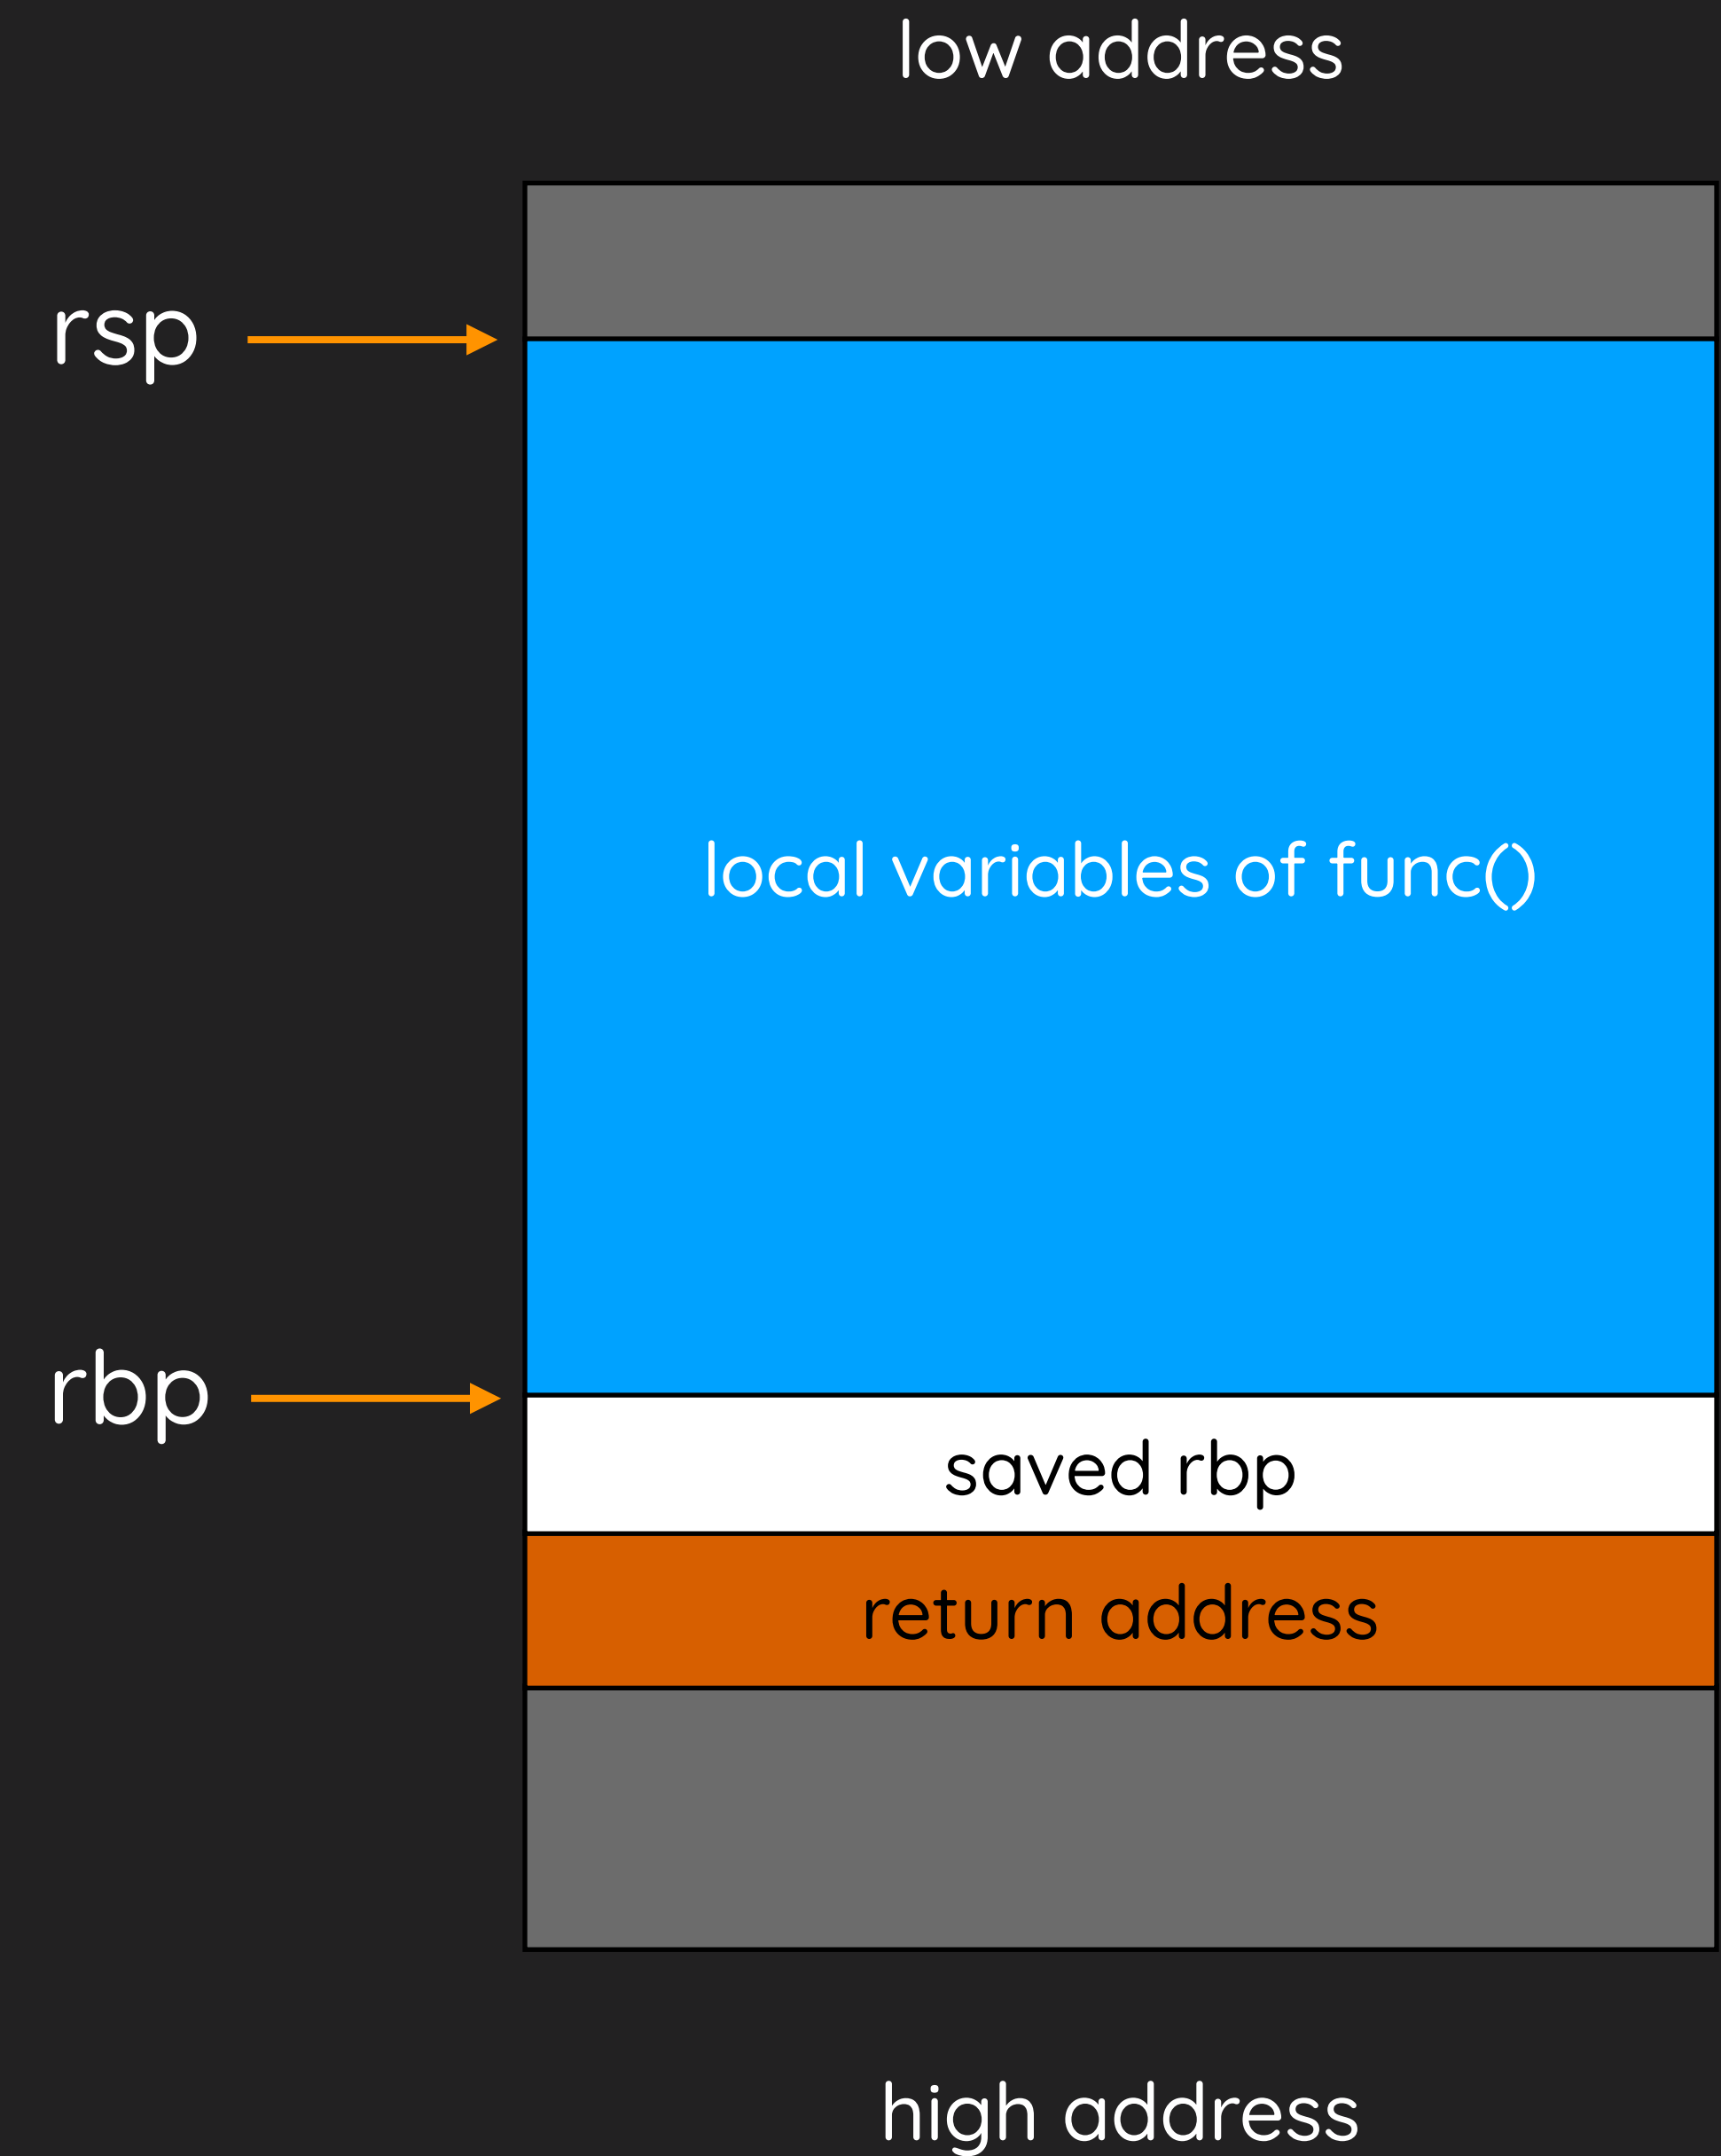 low address
rsp
local variables of func()
rbp
saved rbp
return address
high address